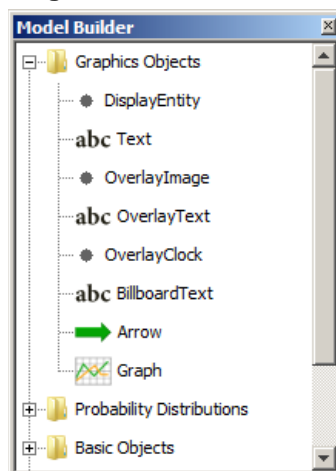 Model Builder
Graphics Objects
DisplayEntity
abc Text
OverlayImage
abc OverlayText
OverlayClock
abc BillboardText
Arrow
Graph
Probability Distributions
Basic Objects